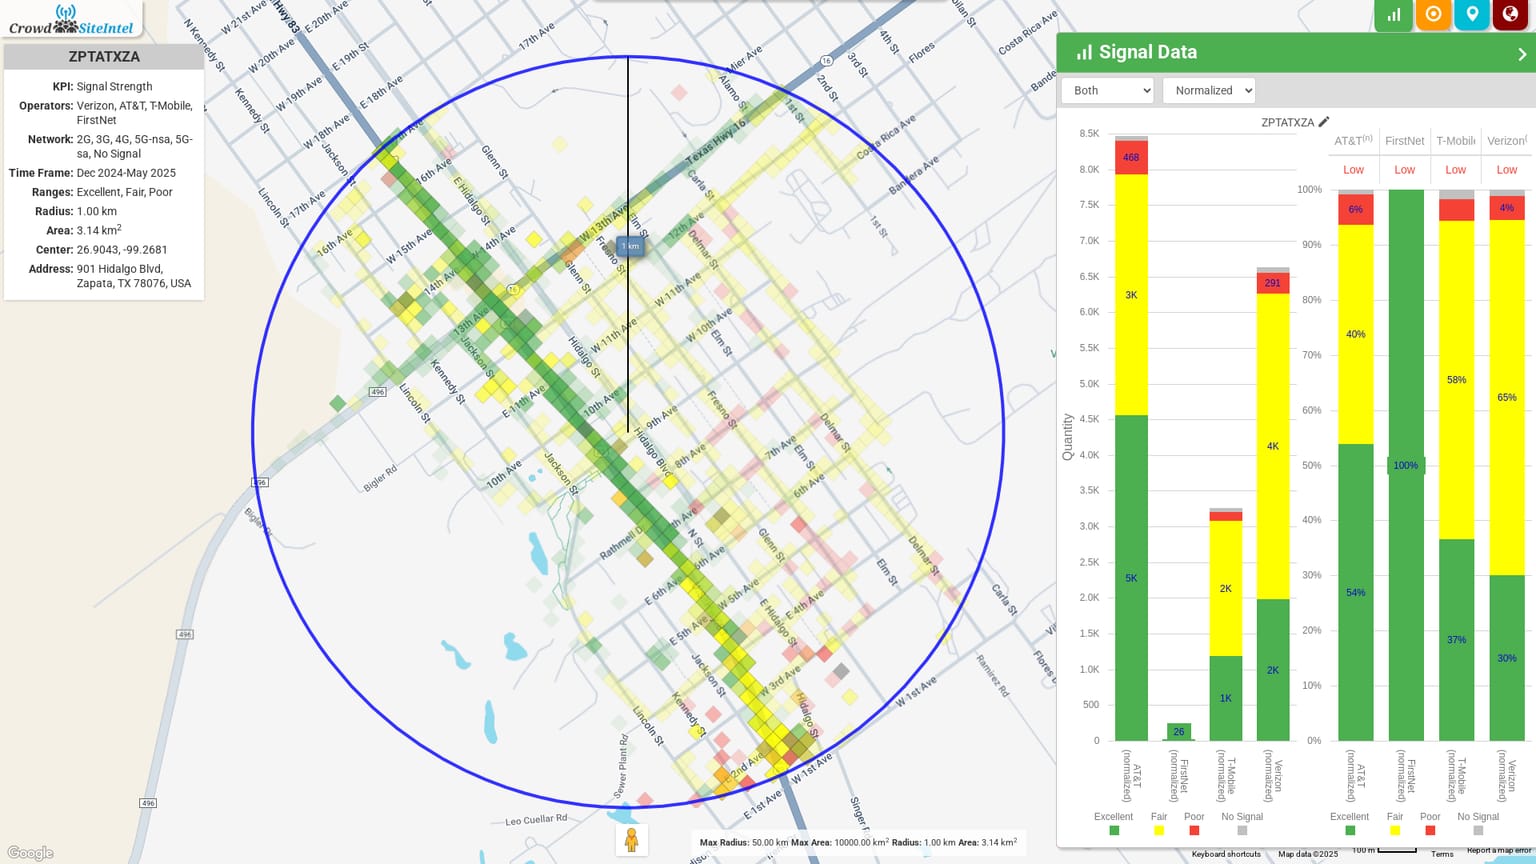 Crowd SiteIntel
ZPTATXZA
KPI: Signal Strength
Operators: Verizon, AT&T, T-Mobile,
FirstNet
Network: 2G, 3G, 4G, 5G-nsa, 5G-
sa, No Signal
Time Frame: Dec 2024-May 2025
Ranges: Excellent, Fair, Poor
Radius: 1.00 km
Area: 3.14 km2
Center: 26.9043, -99.2681
Address: 901 Hidalgo Blvd,
Zapata, TX 78076, USA
Hwy 83
W 21st Ave
E 20th Ave
W 20th Ave
E 19th St
W 19th Ave
E 18th Ave
W 18th Ave
17th Ave
N Kennedy St
Kennedy St
Jackson St
Lincoln St
17th Ave
16th Ave
16th Ave
W 15th Ave
W 14th Ave
14th Ave
13th Ave
Glenn St
E Hidalgo St
W 13th Ave
Texas Hwy 16
16
Mier Ave
Alamo St
1st St
2nd St
3rd St
4th St
Flores
Costa Rica Ave
Costa Rica Ave
Bandera Ave
1st St
Carla St
12th Ave
Delmar St
Elm St
Fresno St
Glenn St
1 km
W 11th Ave
W 11th Ave
W 10th Ave
Elm St
Hidalgo St
10th Ave
9th Ave
8th Ave
7th Ave
6th Ave
Fresno St
Delmar St
Elm St
Hidalgo Blvd
E 11th Ave
10th Ave
Jackson St
Jackson St
Kennedy St
Lincoln St
496
496
496
496
Bigler Rd
Bigler Dr
Rathmell D
N St
6th Ave
Glenn St
Delmar St
Elm St
Carla St
E 6th Ave
W 5th Ave
E 5th Ave
E 4th Ave
E Hidalgo St
W 3rd Ave
Jackson St
Kennedy St
Lincoln St
Hidalgo St
2nd Ave
W 1st Ave
W 1st Ave
E 1st Ave
Ramirez Rd
Flores
Sewer Plant Rd
Leo Cuellar Rd
Singer
Google
Max Radius: 50.00 km Max Area: 10000.00 km2 Radius: 1.00 km Area: 3.14 km2
Signal Data
Both
Normalized
ZPTATXZA
Quantity
8.5K
8.0K
7.5K
7.0K
6.5K
6.0K
5.5K
5.0K
4.5K
4.0K
3.5K
3.0K
2.5K
2.0K
1.5K
1.0K
500
0
468
3K
5K
26
2K
1K
291
4K
2K
AT&T (normalized)
FirstNet (normalized)
T-Mobile (normalized)
Verizon (normalized)
Excellent Fair Poor No Signal
AT&T(n) FirstNet T-Mobile Verizon(
Low Low Low Low
100%
90%
80%
70%
60%
50%
40%
30%
20%
10%
0%
6%
40%
54%
100%
58%
37%
4%
65%
30%
AT&T (normalized)
FirstNet (normalized)
T-Mobile (normalized)
Verizon (normalized)
Excellent Fair Poor No Signal
Keyboard shortcuts Map data ©2025 100 m Terms Report a map error